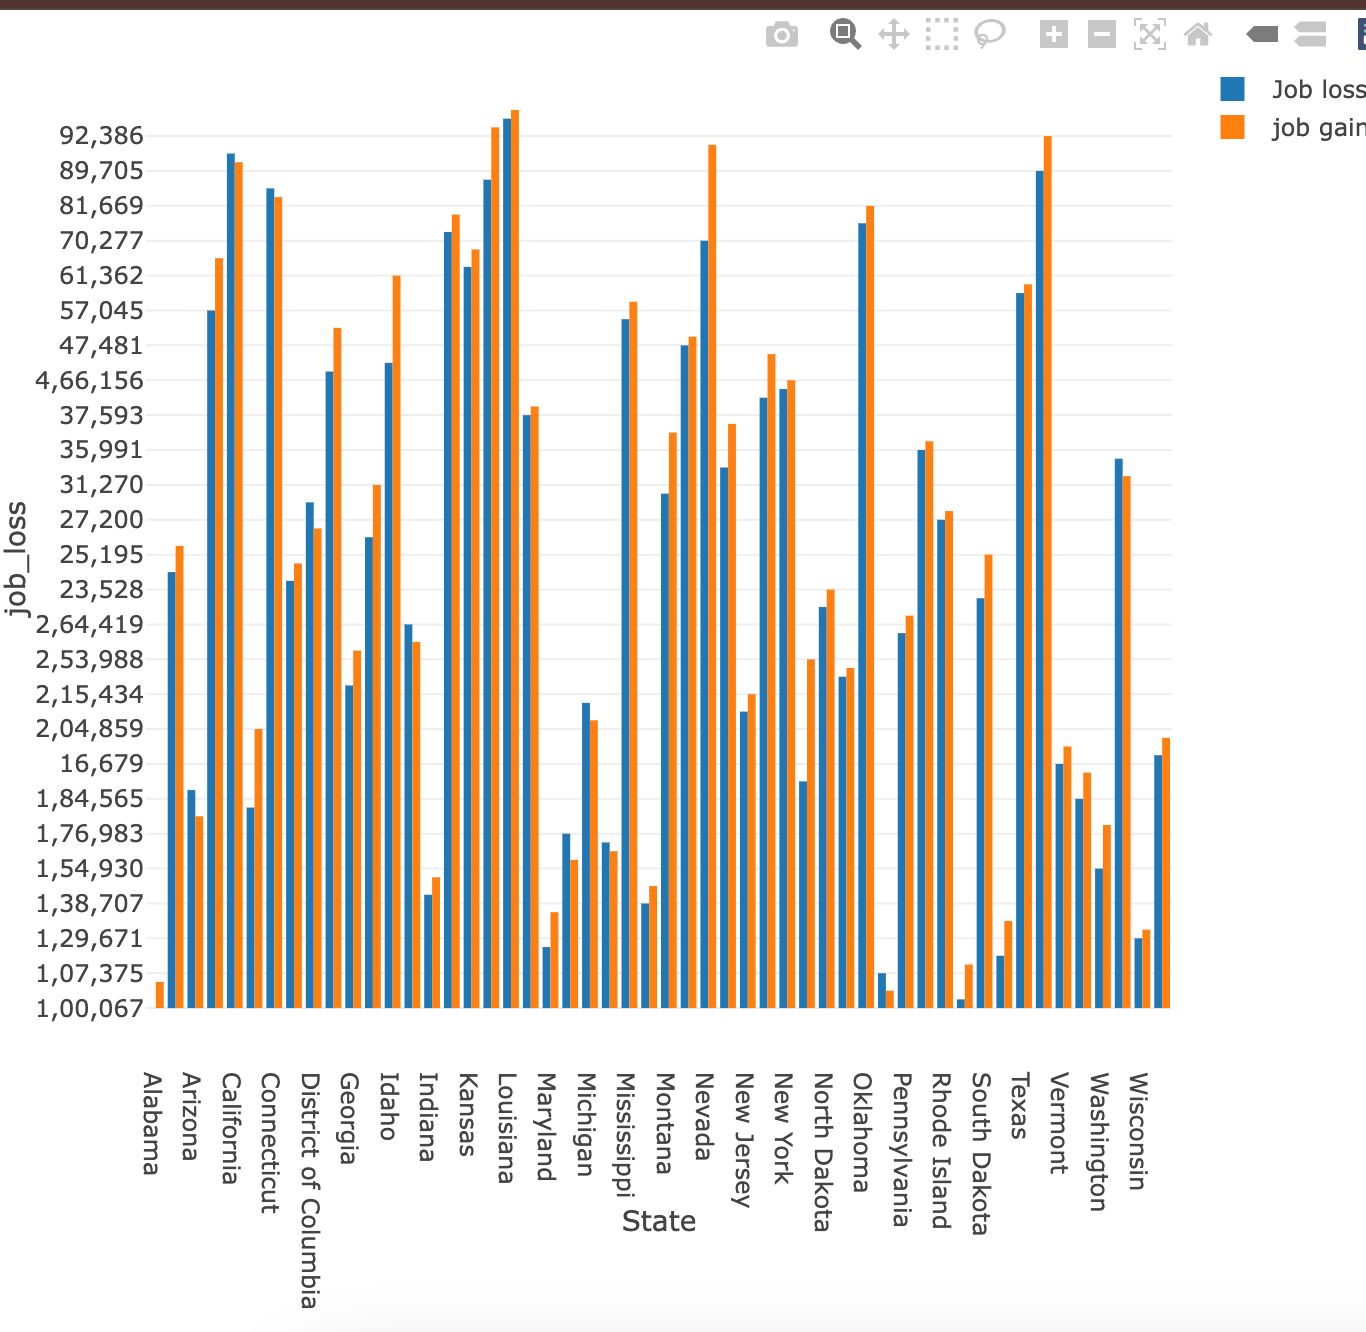 Job loss
job gain
92,386
89,705
81,669
70,277
61,362
57,045
47,481
4,66,156
37,593
35,991
31,270
27,200
25,195
23,528
2,64,419
2,53,988
2,15,434
2,04,859
16,679
1,84,565
1,76,983
1,54,930
1,38,707
1,29,671
1,07,375
1,00,067
job_loss
Alabama
Arizona
California
Connecticut
District of Columbia
Georgia
Idaho
Indiana
Kansas
Louisiana
Maryland
Michigan
Mississippi
Montana
Nevada
New Jersey
New York
North Dakota
Oklahoma
Pennsylvania
Rhode Island
South Dakota
Texas
Vermont
Washington
Wisconsin
State